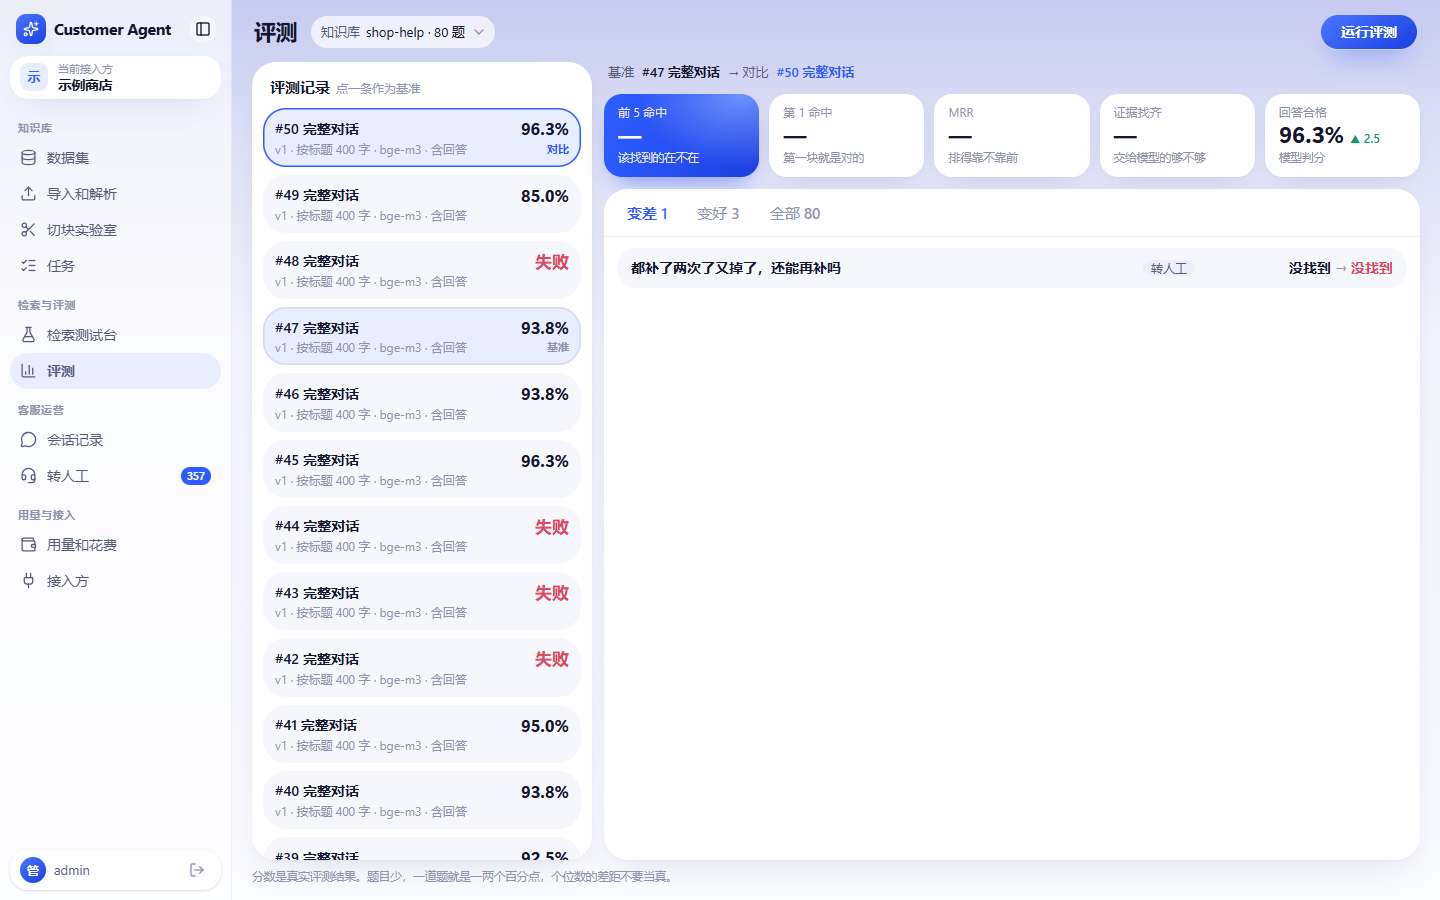 Customer Agent
示
当前接入方
示例商店
知识库
数据集
导入和解析
切块实验室
任务
检索与评测
检索测试台
评测
客服运营
会话记录
转人工 357
用量与接入
用量和花费
接入方
管 admin
评测
知识库 shop-help · 80 题
运行评测
评测记录 点一条作为基准
#50 完整对话 96.3%
v1 · 按标题 400 字 · bge-m3 · 含回答 对比
#49 完整对话 85.0%
v1 · 按标题 400 字 · bge-m3 · 含回答
#48 完整对话 失败
v1 · 按标题 400 字 · bge-m3 · 含回答
#47 完整对话 93.8%
v1 · 按标题 400 字 · bge-m3 · 含回答 基准
#46 完整对话 93.8%
v1 · 按标题 400 字 · bge-m3 · 含回答
#45 完整对话 96.3%
v1 · 按标题 400 字 · bge-m3 · 含回答
#44 完整对话 失败
v1 · 按标题 400 字 · bge-m3 · 含回答
#43 完整对话 失败
v1 · 按标题 400 字 · bge-m3 · 含回答
#42 完整对话 失败
v1 · 按标题 400 字 · bge-m3 · 含回答
#41 完整对话 95.0%
v1 · 按标题 400 字 · bge-m3 · 含回答
#40 完整对话 93.8%
v1 · 按标题 400 字 · bge-m3 · 含回答
#39 完整对话 92.5%
基准 #47 完整对话 → 对比 #50 完整对话
前 5 命中
—
该找到的在不在
第 1 命中
—
第一块就是对的
MRR
—
排得靠不靠前
证据找齐
—
交给模型的够不够
回答合格
96.3% ▲ 2.5
模型判分
变差 1 变好 3 全部 80
都补了两次了又掉了，还能再补吗 转人工 没找到 → 没找到
分数是真实评测结果。题目少，一道题就是一两个百分点，个位数的差距不要当真。